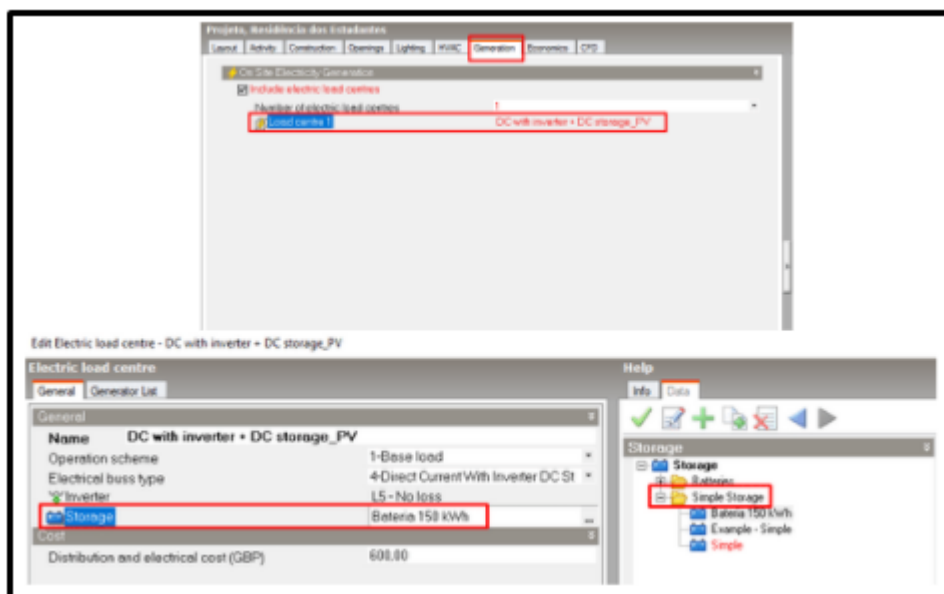 Projeto, Residência dos Estudantes
Layout Activity Construction Openings Lighting HVAC Generation Economics CFD
On Site Electricity Generation
Include electric load centres
Number of electric load centres 1
Load centre 1 DC with inverter + DC storage_PV
Edit Electric load centre - DC with inverter + DC storage_PV
Electric load centre
General Generator List
General
Name DC with inverter + DC storage_PV
Operation scheme 1-Base load
Electrical buss type 4-Direct Current With Inverter DC St
Inverter L5 - No loss
Storage Bateria 150 kWh
Cost
Distribution and electrical cost (GBP) 600.00
Help
Info Data
Storage
Storage
Batteries
Simple Storage
Bateria 150 kWh
Example - Simple
Simple